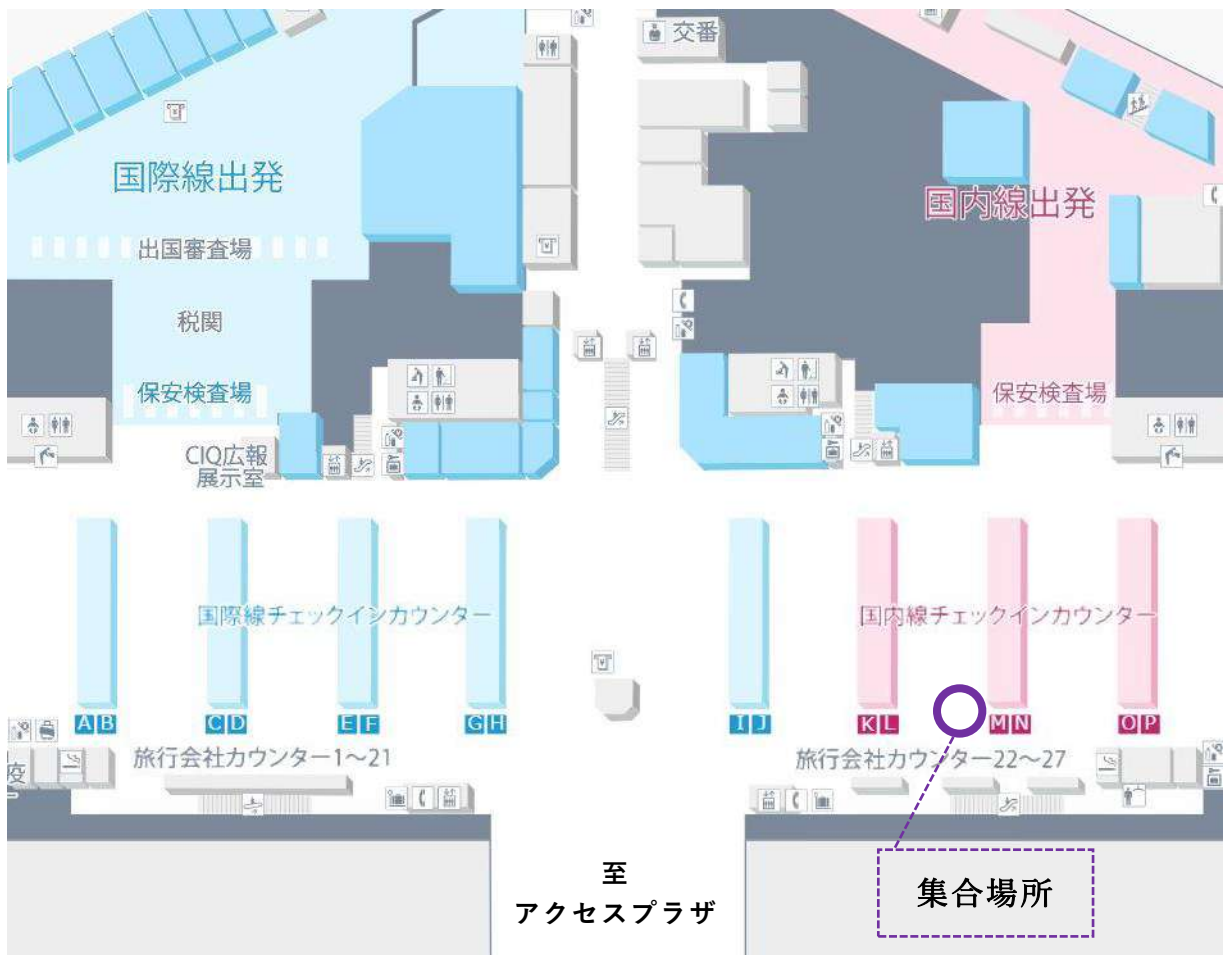 交番
国際線出発
国内線出発
出国審査場
税関
保安検査場
保安検査場
CIQ広報
展示室
国際線チェックインカウンター
国内線チェックインカウンター
A B
C D
E F
G H
I J
K L
M N
O P
疫
旅行会社カウンター1～21
旅行会社カウンター22～27
至
アクセスプラザ
集合場所